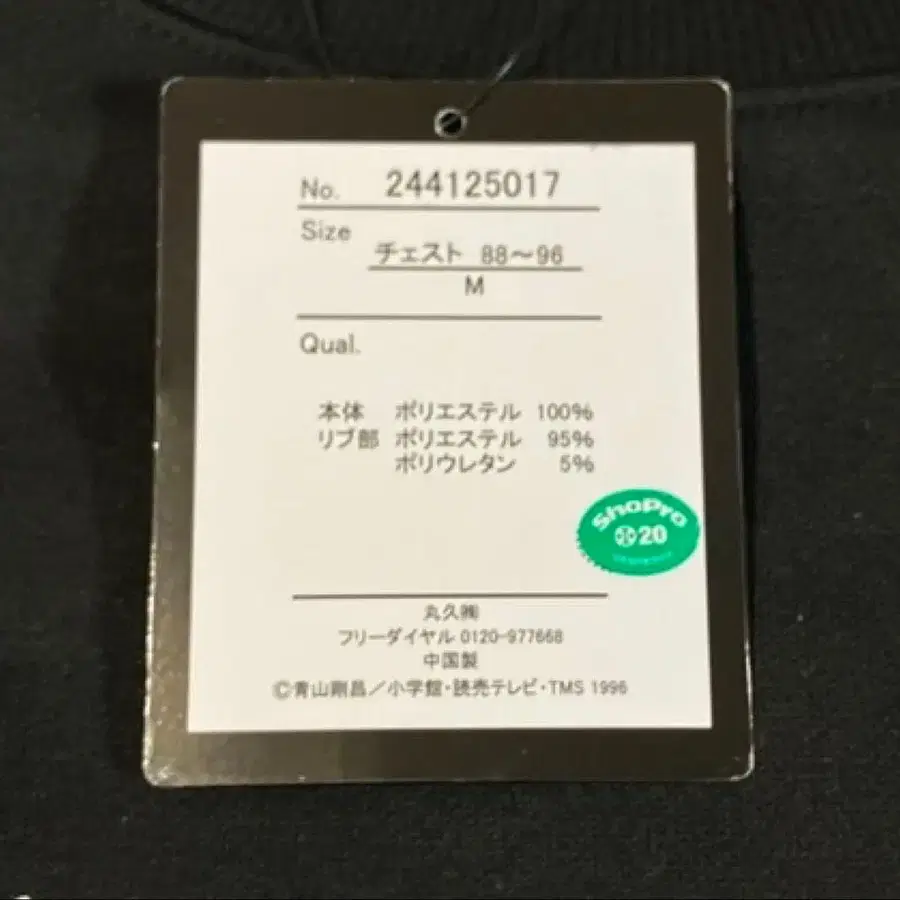 No. 244125017
Size
チェスト 88～96
M
Qual.
本体 ポリエステル 100%
リブ部 ポリエステル 95%
ポリウレタン 5%
ShoPro
20
丸久㈱
フリーダイヤル 0120-977668
中国製
©青山剛昌／小学館・読売テレビ・TMS 1996